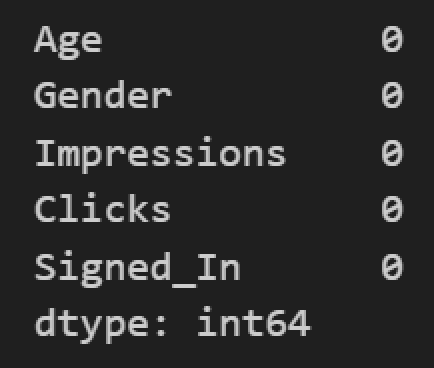 Age 0
Gender 0
Impressions 0
Clicks 0
Signed_In 0
dtype: int64